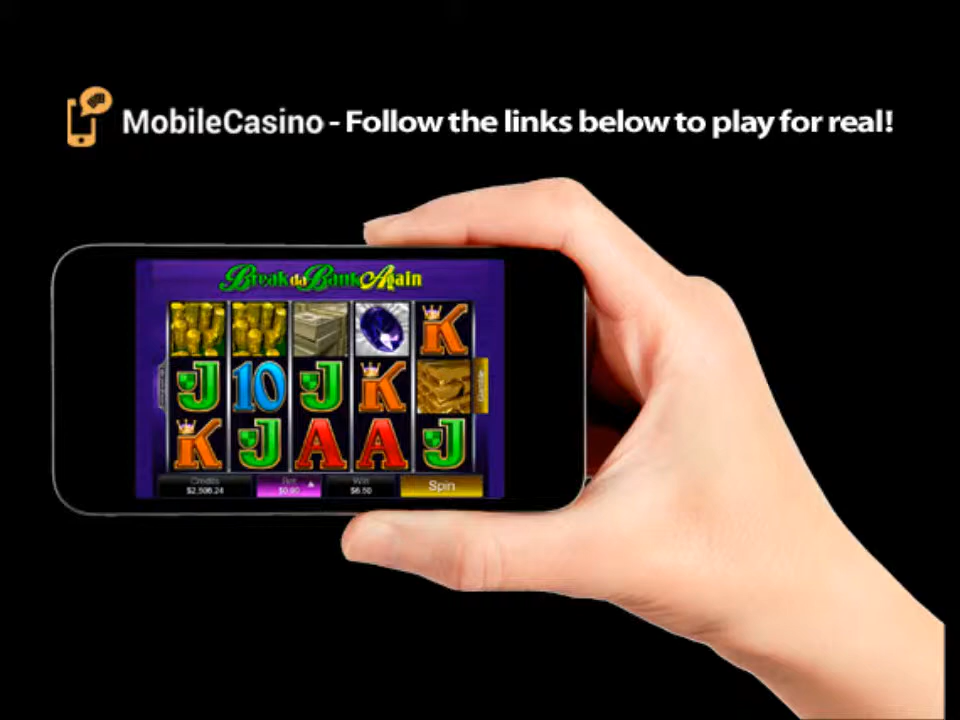 MobileCasino - Follow the links below to play for real!
Break da Bank Again
K
J 10 J K
K J A A J
Credits Bet Win
$2,506.24 $6.50
Spin